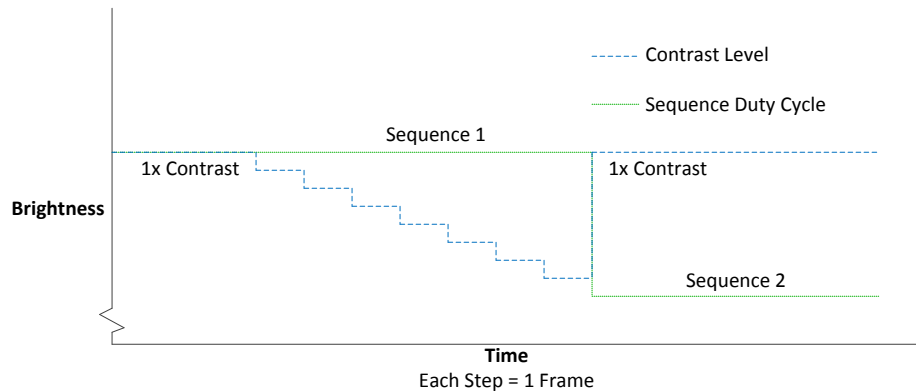 Contrast Level
Sequence Duty Cycle
Sequence 1
1x Contrast
1x Contrast
Brightness
Sequence 2
Time
Each Step = 1 Frame